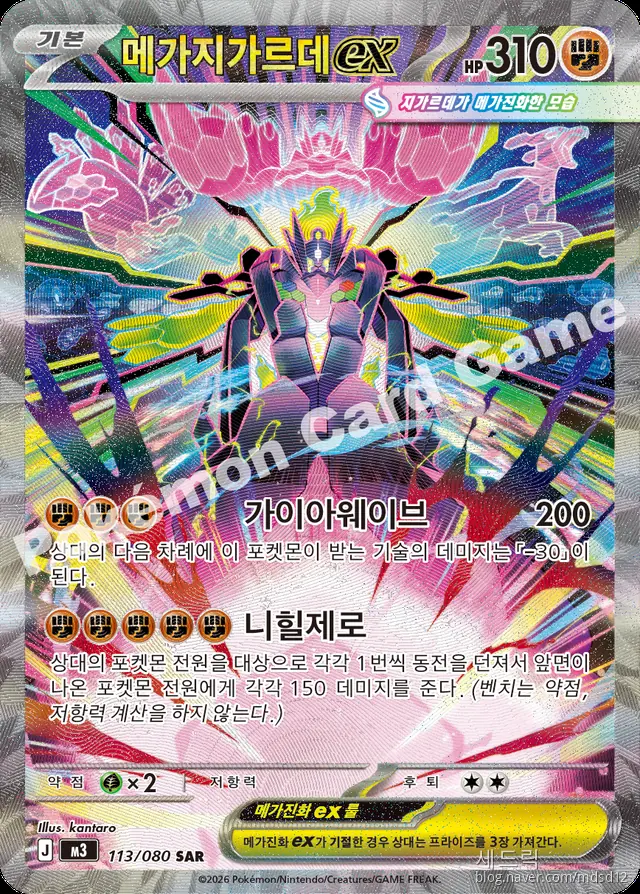 기본
메가지가르데ex
HP 310
지가르데가 메가진화한 모습
가이아웨이브 200
상대의 다음 차례에 이 포켓몬이 받는 기술의 데미지는 「-30」이
된다.
니힐제로
상대의 포켓몬 전원을 대상으로 각각 1번씩 동전을 던져서 앞면이
나온 포켓몬 전원에게 각각 150 데미지를 준다. (벤치는 약점,
저항력 계산을 하지 않는다.)
Pokémon Card Game
약점 ×2 저항력 후퇴
메가진화 ex 룰
메가진화 ex가 기절한 경우 상대는 프라이즈를 3장 가져간다.
Illus. kantaro
J M3 113/080 SAR
세드림
blog.naver.com/mdsd12
©2026 Pokémon/Nintendo/Creatures/GAME FREAK.